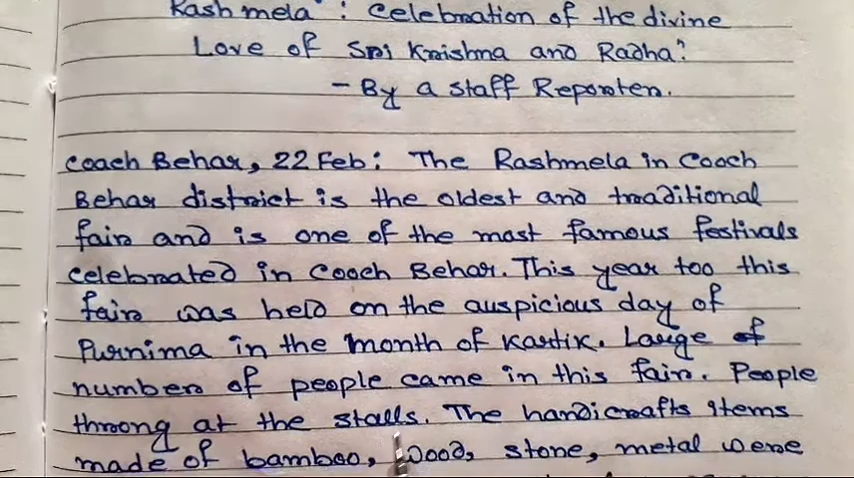 Rashmela : Celebration of the divine
Love of Sri Krishna and Radha?
- By a staff Reporter.
Coach Behar, 22 Feb: The Rashmela in Cooch
Behar district is the oldest and traditional
fair and is one of the most famous festivals
celebrated in Cooch Behar. This year too this
fair was held on the auspicious day of
Purnima in the month of Kartik. Large of
number of people came in this fair. People
throng at the stalls. The handicrafts items
made of bamboo, wood, stone, metal were